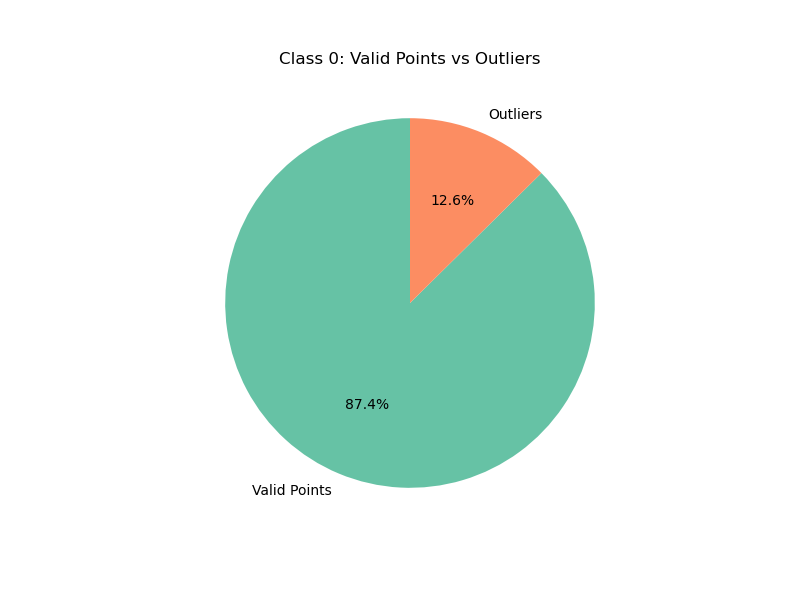 Class 0: Valid Points vs Outliers
Outliers
12.6%
87.4%
Valid Points